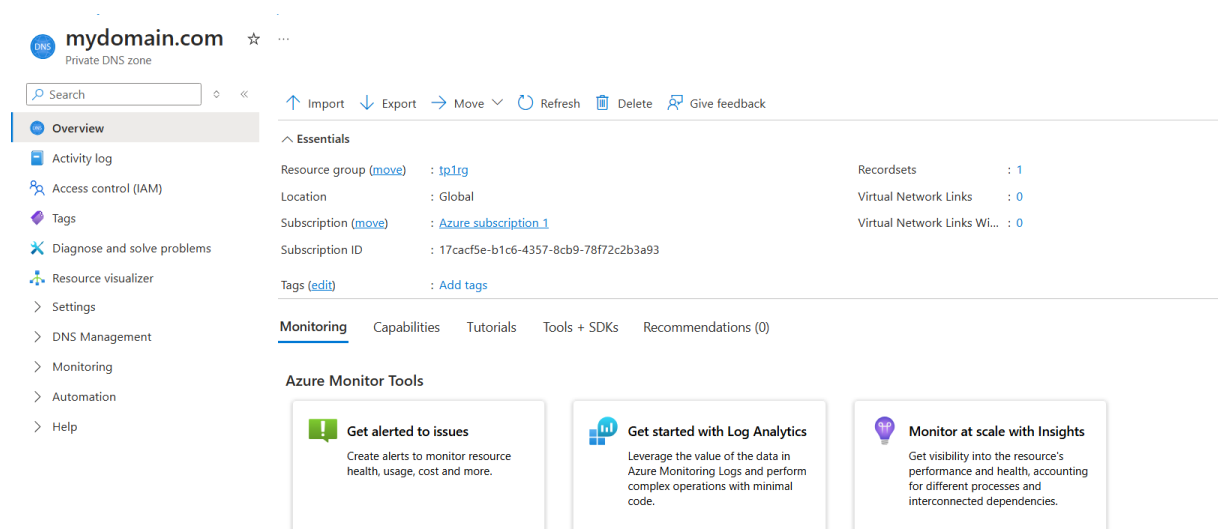 mydomain.com
Private DNS zone
Search
Overview
Activity log
Access control (IAM)
Tags
Diagnose and solve problems
Resource visualizer
Settings
DNS Management
Monitoring
Automation
Help
Import Export Move Refresh Delete Give feedback
Essentials
Resource group (move) : tp1rg
Location : Global
Subscription (move) : Azure subscription 1
Subscription ID : 17cacf5e-b1c6-4357-8cb9-78f72c2b3a93
Tags (edit) : Add tags
Recordsets : 1
Virtual Network Links : 0
Virtual Network Links Wi... : 0
Monitoring Capabilities Tutorials Tools + SDKs Recommendations (0)
Azure Monitor Tools
Get alerted to issues
Create alerts to monitor resource
health, usage, cost and more.
Get started with Log Analytics
Leverage the value of the data in
Azure Monitoring Logs and perform
complex operations with minimal
code.
Monitor at scale with Insights
Get visibility into the resource's
performance and health, accounting
for different processes and
interconnected dependencies.